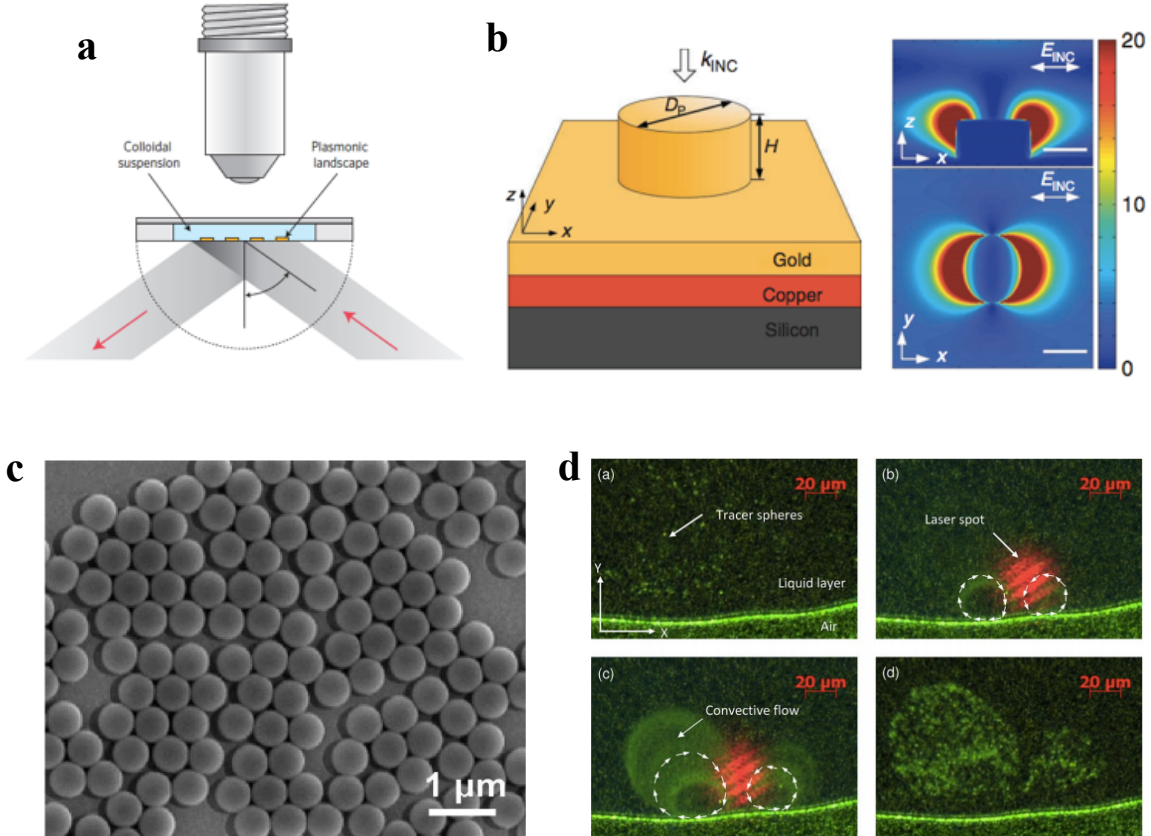 a
Colloidal
suspension
Plasmonic
landscape
b
k INC
D P
H
z
y
x
Gold
Copper
Silicon
E INC
z
x
E INC
y
x
20
10
0
c
1 µm
d
(a)
20 µm
Tracer spheres
Liquid layer
Y
X
Air
(b)
20 µm
Laser spot
(c)
20 µm
Convective flow
(d)
20 µm